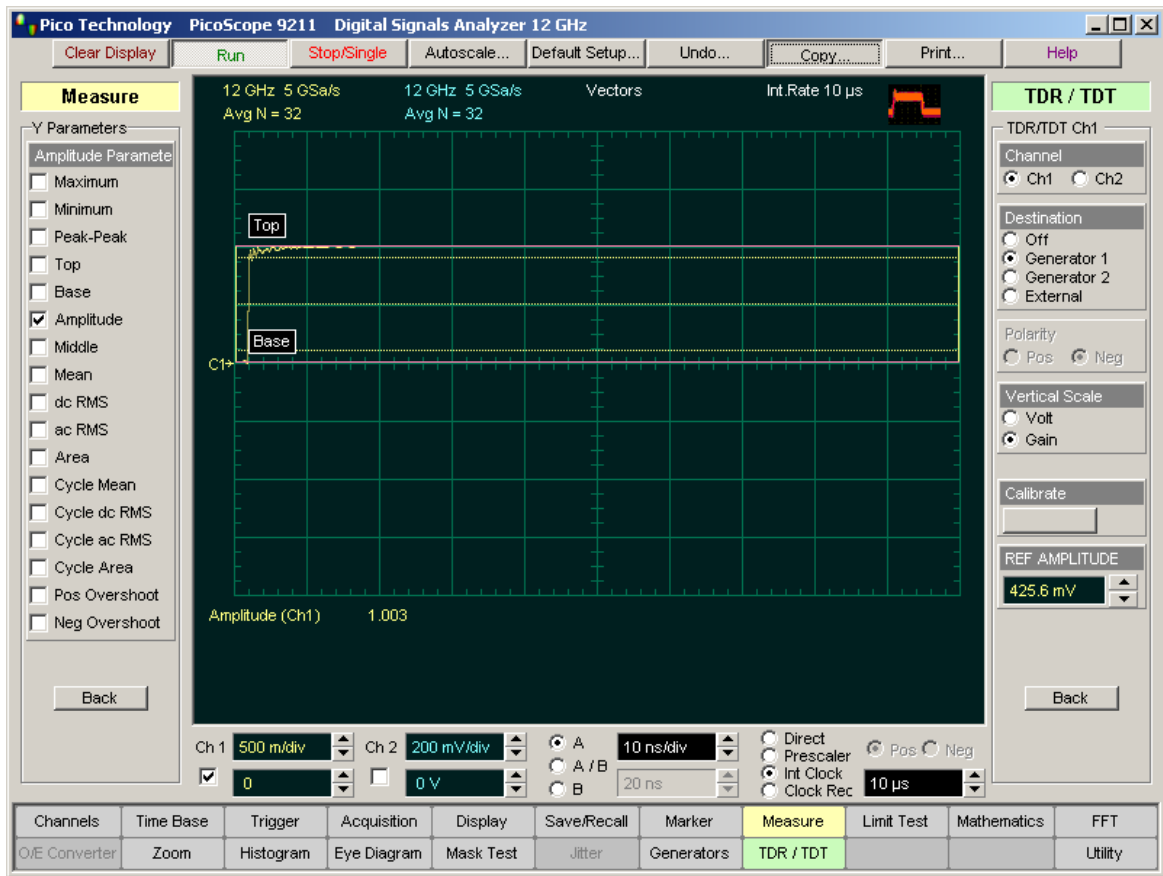 Pico Technology PicoScope 9211 Digital Signals Analyzer 12 GHz
Clear Display Run Stop/Single Autoscale... Default Setup... Undo... Copy... Print... Help
Measure
Y Parameters
Amplitude Paramete
Maximum
Minimum
Peak-Peak
Top
Base
Amplitude
Middle
Mean
dc RMS
ac RMS
Area
Cycle Mean
Cycle dc RMS
Cycle ac RMS
Cycle Area
Pos Overshoot
Neg Overshoot
Back
12 GHz 5 GSa/s 12 GHz 5 GSa/s Vectors Int.Rate 10 µs
Avg N = 32 Avg N = 32
Top
Base
C1
Amplitude (Ch1) 1.003
TDR / TDT
TDR/TDT Ch1
Channel
Ch1 Ch2
Destination
Off
Generator 1
Generator 2
External
Polarity
Pos Neg
Vertical Scale
Volt
Gain
Calibrate
REF AMPLITUDE
425.6 mV
Back
Ch 1 500 m/div Ch 2 200 mV/div
0 0 V
A
A / B
B
10 ns/div
20 ns
Direct
Prescaler
Int Clock
Clock Rec
Pos Neg
10 µs
Channels Time Base Trigger Acquisition Display Save/Recall Marker Measure Limit Test Mathematics FFT
O/E Converter Zoom Histogram Eye Diagram Mask Test Jitter Generators TDR / TDT Utility